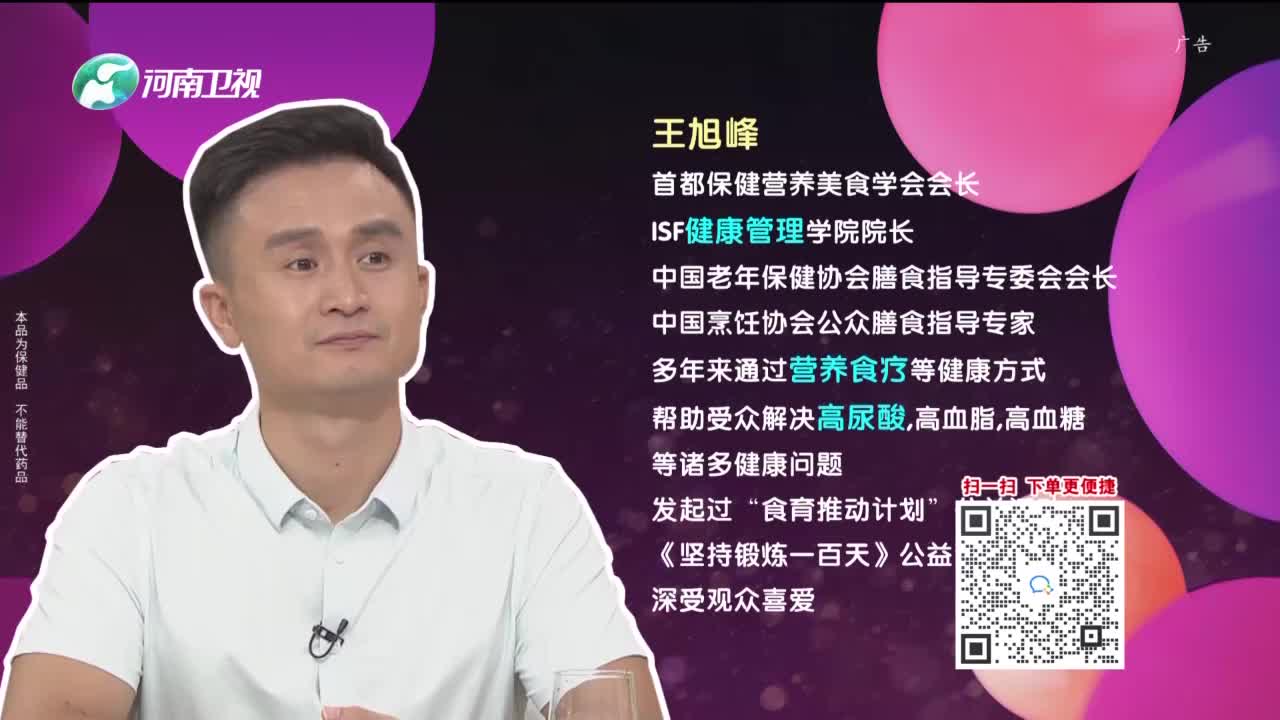 广告
河南卫视
王旭峰
首都保健营养美食学会会长
ISF健康管理学院院长
中国老年保健协会膳食指导专委会会长
中国烹饪协会公众膳食指导专家
多年来通过营养食疗等健康方式
帮助受众解决高尿酸,高血脂,高血糖
等诸多健康问题
发起过“食育推动计划”
《坚持锻炼一百天》公益
深受观众喜爱
扫一扫 下单更便捷
本品为保健品 不能替代药品